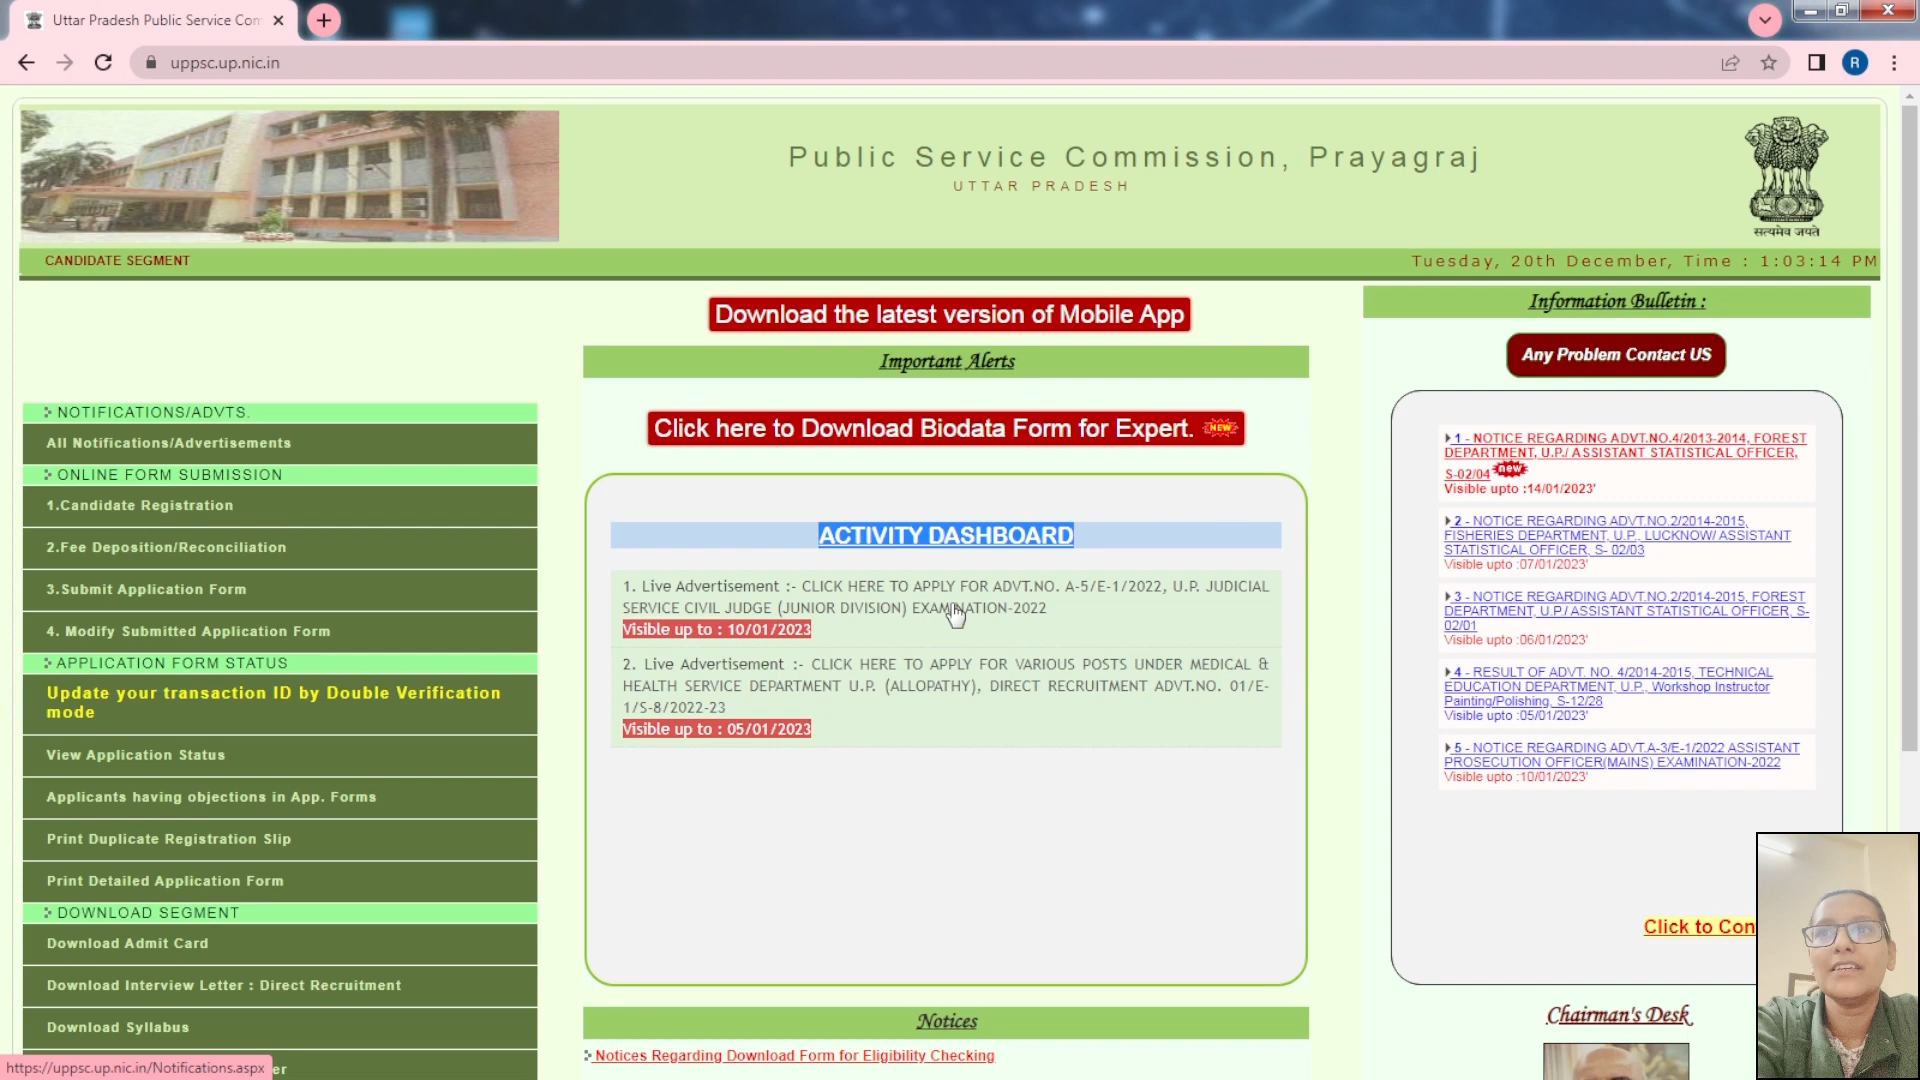 Uttar Pradesh Public Service Com
uppsc.up.nic.in
R
Public Service Commission, Prayagraj
UTTAR PRADESH
सत्यमेव जयते
CANDIDATE SEGMENT
Tuesday, 20th December, Time : 1:03:14 PM
NOTIFICATIONS/ADVTS.
All Notifications/Advertisements
ONLINE FORM SUBMISSION
1.Candidate Registration
2.Fee Deposition/Reconciliation
3.Submit Application Form
4. Modify Submitted Application Form
APPLICATION FORM STATUS
Update your transaction ID by Double Verification
mode
View Application Status
Applicants having objections in App. Forms
Print Duplicate Registration Slip
Print Detailed Application Form
DOWNLOAD SEGMENT
Download Admit Card
Download Interview Letter : Direct Recruitment
Download Syllabus
er
https://uppsc.up.nic.in/Notifications.aspx
Download the latest version of Mobile App
Important Alerts
Click here to Download Biodata Form for Expert. NEW
ACTIVITY DASHBOARD
1. Live Advertisement :- CLICK HERE TO APPLY FOR ADVT.NO. A-5/E-1/2022, U.P. JUDICIAL
SERVICE CIVIL JUDGE (JUNIOR DIVISION) EXAMINATION-2022
Visible up to : 10/01/2023
2. Live Advertisement :- CLICK HERE TO APPLY FOR VARIOUS POSTS UNDER MEDICAL &
HEALTH SERVICE DEPARTMENT U.P. (ALLOPATHY), DIRECT RECRUITMENT ADVT.NO. 01/E-
1/S-8/2022-23
Visible up to : 05/01/2023
Notices
Notices Regarding Download Form for Eligibility Checking
Information Bulletin :
Any Problem Contact US
1 - NOTICE REGARDING ADVT.NO.4/2013-2014, FOREST
DEPARTMENT, U.P./ ASSISTANT STATISTICAL OFFICER,
S-02/04 new
Visible upto :14/01/2023'
2 - NOTICE REGARDING ADVT.NO.2/2014-2015,
FISHERIES DEPARTMENT, U.P., LUCKNOW/ ASSISTANT
STATISTICAL OFFICER, S- 02/03
Visible upto :07/01/2023'
3 - NOTICE REGARDING ADVT.NO.2/2014-2015, FOREST
DEPARTMENT, U.P./ ASSISTANT STATISTICAL OFFICER, S-
02/01
Visible upto :06/01/2023'
4 - RESULT OF ADVT. NO. 4/2014-2015, TECHNICAL
EDUCATION DEPARTMENT, U.P., Workshop Instructor
Painting/Polishing, S-12/28
Visible upto :05/01/2023'
5 - NOTICE REGARDING ADVT.A-3/E-1/2022 ASSISTANT
PROSECUTION OFFICER(MAINS) EXAMINATION-2022
Visible upto :10/01/2023'
Click to Con
Chairman's Desk